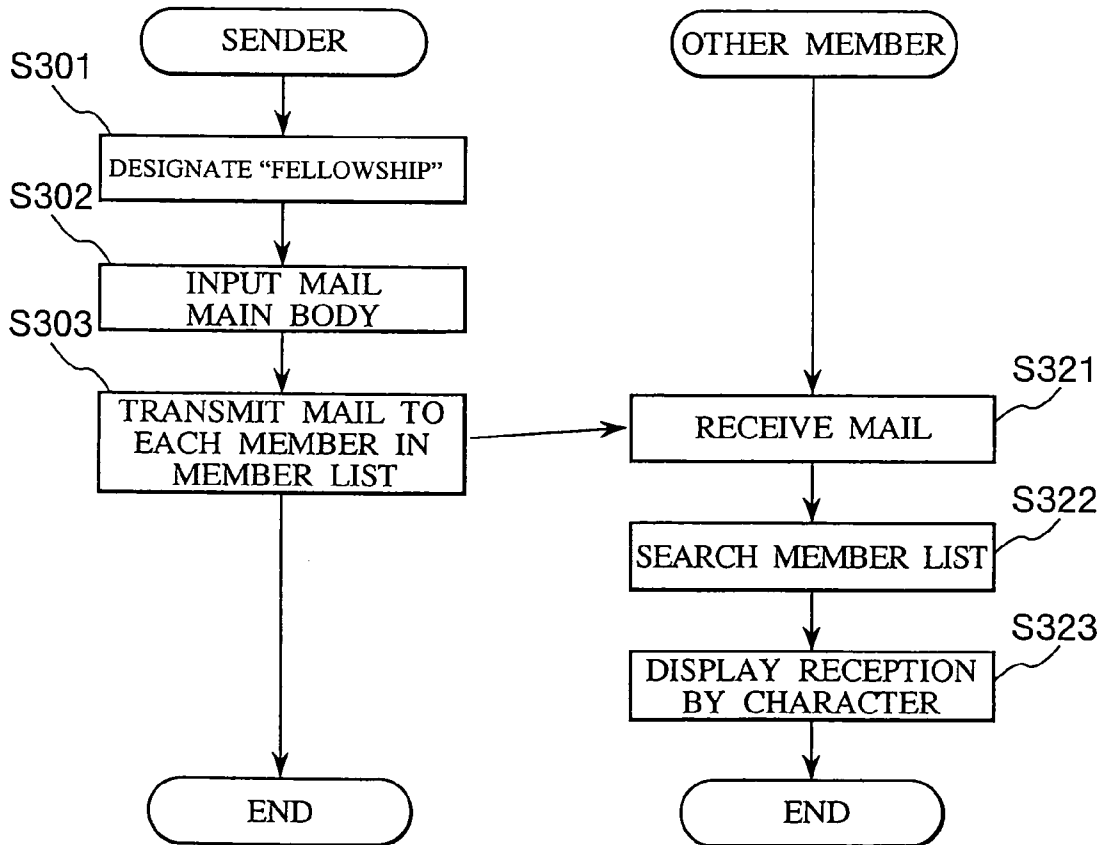 SENDER
S301
DESIGNATE “FELLOWSHIP”
S302
INPUT MAIL
MAIN BODY
S303
TRANSMIT MAIL TO
EACH MEMBER IN
MEMBER LIST
END
OTHER MEMBER
S321
RECEIVE MAIL
S322
SEARCH MEMBER LIST
S323
DISPLAY RECEPTION
BY CHARACTER
END